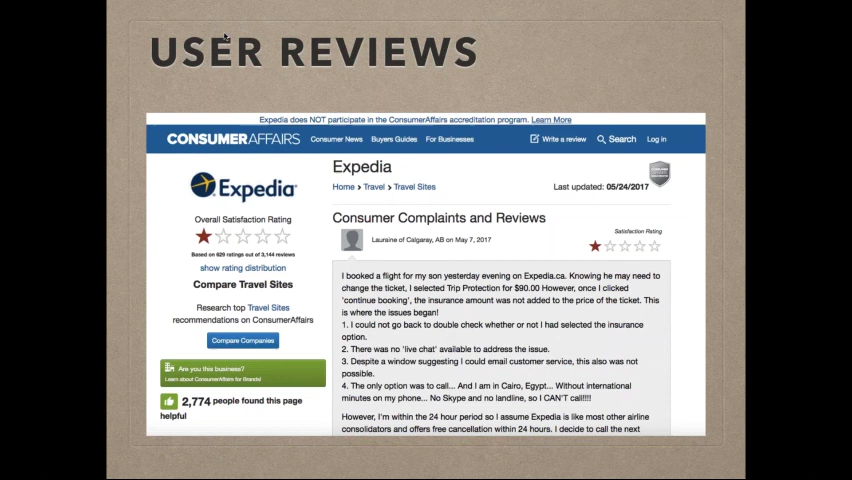 USER REVIEWS
Expedia does NOT participate in the ConsumerAffairs accreditation program. Learn More
CONSUMERAFFAIRS Consumer News Buyers Guides For Businesses Write a review Search Log in
Expedia
Home > Travel > Travel Sites Last updated: 05/24/2017
Expedia
Overall Satisfaction Rating
Based on 629 ratings out of 3,144 reviews
show rating distribution
Compare Travel Sites
Research top Travel Sites
recommendations on ConsumerAffairs
Compare Companies
Are you this business?
Learn about ConsumerAffairs for Brands!
2,774 people found this page
helpful
Consumer Complaints and Reviews
Satisfaction Rating
Lauraine of Calgaray, AB on May 7, 2017
I booked a flight for my son yesterday evening on Expedia.ca. Knowing he may need to
change the ticket, I selected Trip Protection for $90.00 However, once I clicked
'continue booking', the insurance amount was not added to the price of the ticket. This
is where the issues began!
1. I could not go back to double check whether or not I had selected the insurance
option.
2. There was no 'live chat' available to address the issue.
3. Despite a window suggesting I could email customer service, this also was not
possible.
4. The only option was to call... And I am in Cairo, Egypt... Without international
minutes on my phone... No Skype and no landline, so I CAN'T call!!!!
However, I'm within the 24 hour period so I assume Expedia is like most other airline
consolidators and offers free cancellation within 24 hours. I decide to call the next